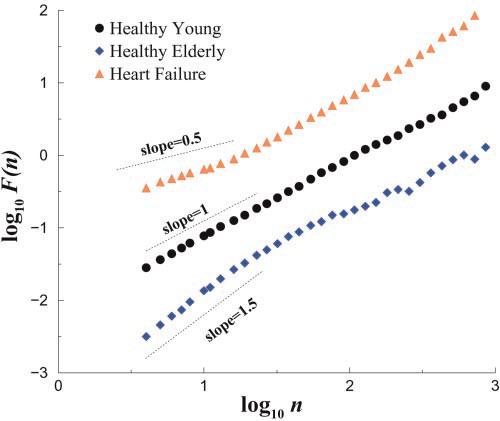 2
Healthy Young
Healthy Elderly
Heart Failure
1
slope=0.5
0
log10 F(n)
slope=1
−1
−2
slope=1.5
−3
0
1
2
3
log10 n